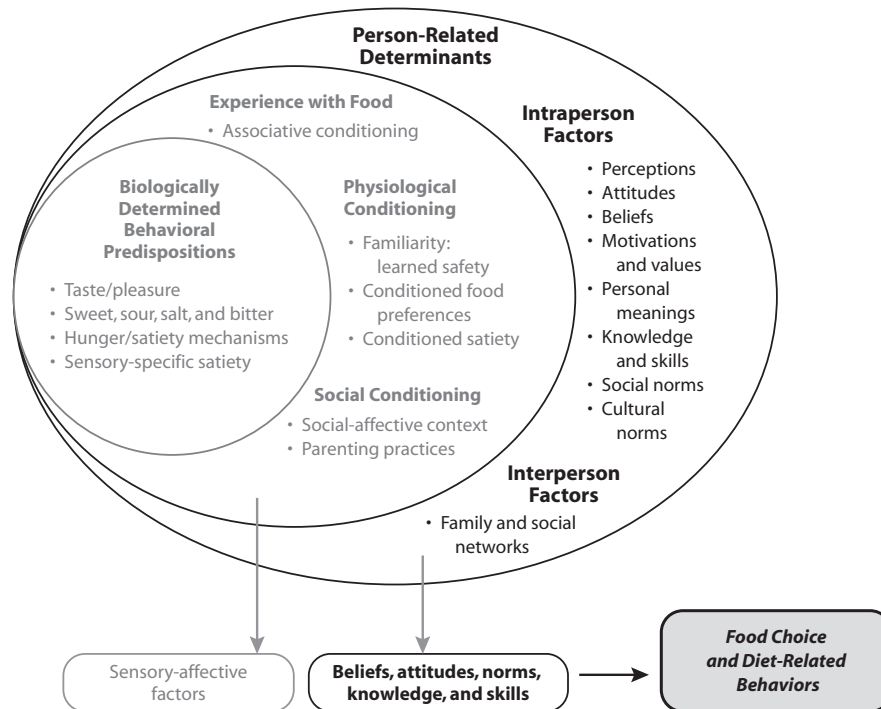 Person-Related
Determinants
Experience with Food
• Associative conditioning
Biologically
Determined
Behavioral
Predispositions
• Taste/pleasure
• Sweet, sour, salt, and bitter
• Hunger/satiety mechanisms
• Sensory-specific satiety
Physiological
Conditioning
• Familiarity:
learned safety
• Conditioned food
preferences
• Conditioned satiety
Social Conditioning
• Social-affective context
• Parenting practices
Intraperson
Factors
• Perceptions
• Attitudes
• Beliefs
• Motivations
and values
• Personal
meanings
• Knowledge
and skills
• Social norms
• Cultural
norms
Interperson
Factors
• Family and social
networks
Sensory-affective
factors
Beliefs, attitudes, norms,
knowledge, and skills
Food Choice
and Diet-Related
Behaviors